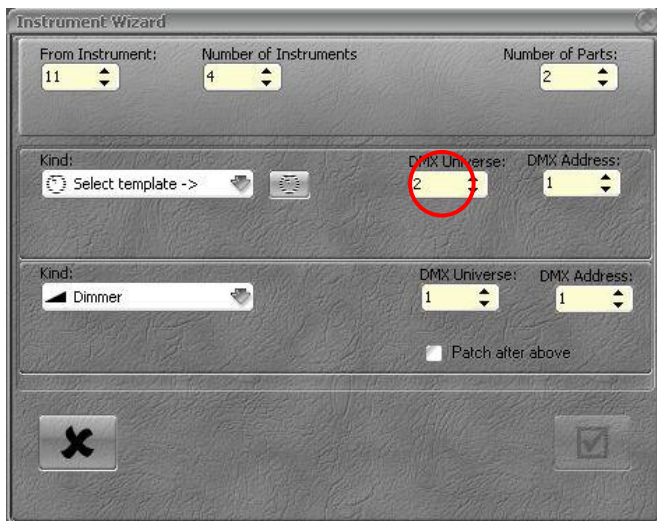 Instrument Wizard
From Instrument: Number of Instruments Number of Parts:
11 4 2
Kind: DMX Universe: DMX Address:
Select template -> 2 1
Kind: DMX Universe: DMX Address:
Dimmer 1 1
Patch after above